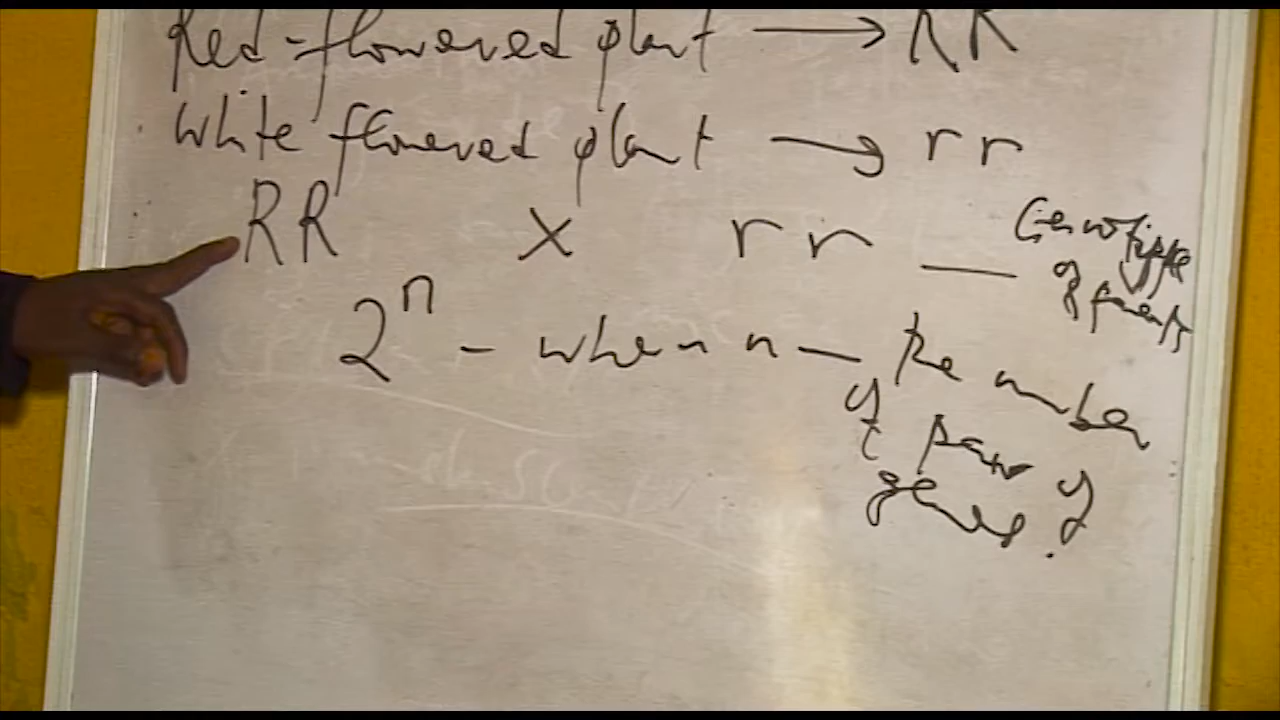 Red-flowered plant → RR
White flowered plant → rr
RR x rr — Genotype
of parents
2ⁿ - when n — the number
of pairs of
genes.